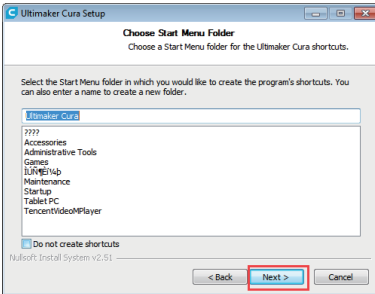 Ultimaker Cura Setup
Choose Start Menu Folder
Choose a Start Menu folder for the Ultimaker Cura shortcuts.
Select the Start Menu folder in which you would like to create the program's shortcuts. You
can also enter a name to create a new folder.
Ultimaker Cura
????
Accessories
Administrative Tools
Games
Maintenance
Startup
Tablet PC
TencentVideoMPlayer
Do not create shortcuts
Nullsoft Install System v2.51
< Back
Next >
Cancel